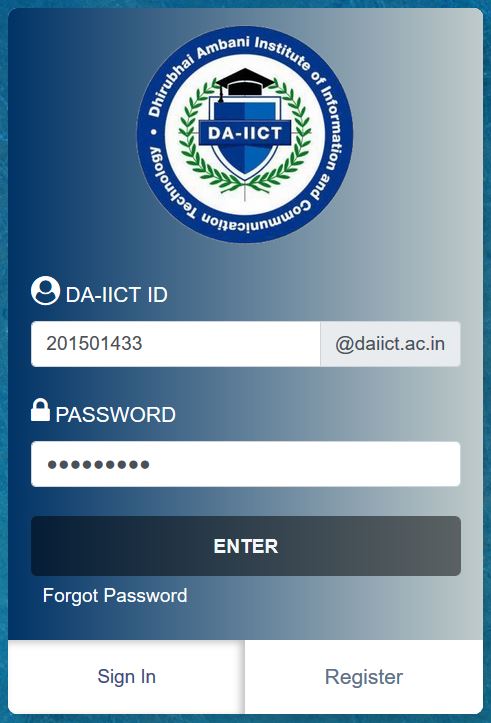 Dhirubhai Ambani Institute of Information and Communication Technology •
DA-IICT
DA-IICT ID
201501433 @daiict.ac.in
PASSWORD
●●●●●●●●●
ENTER
Forgot Password
Sign In Register